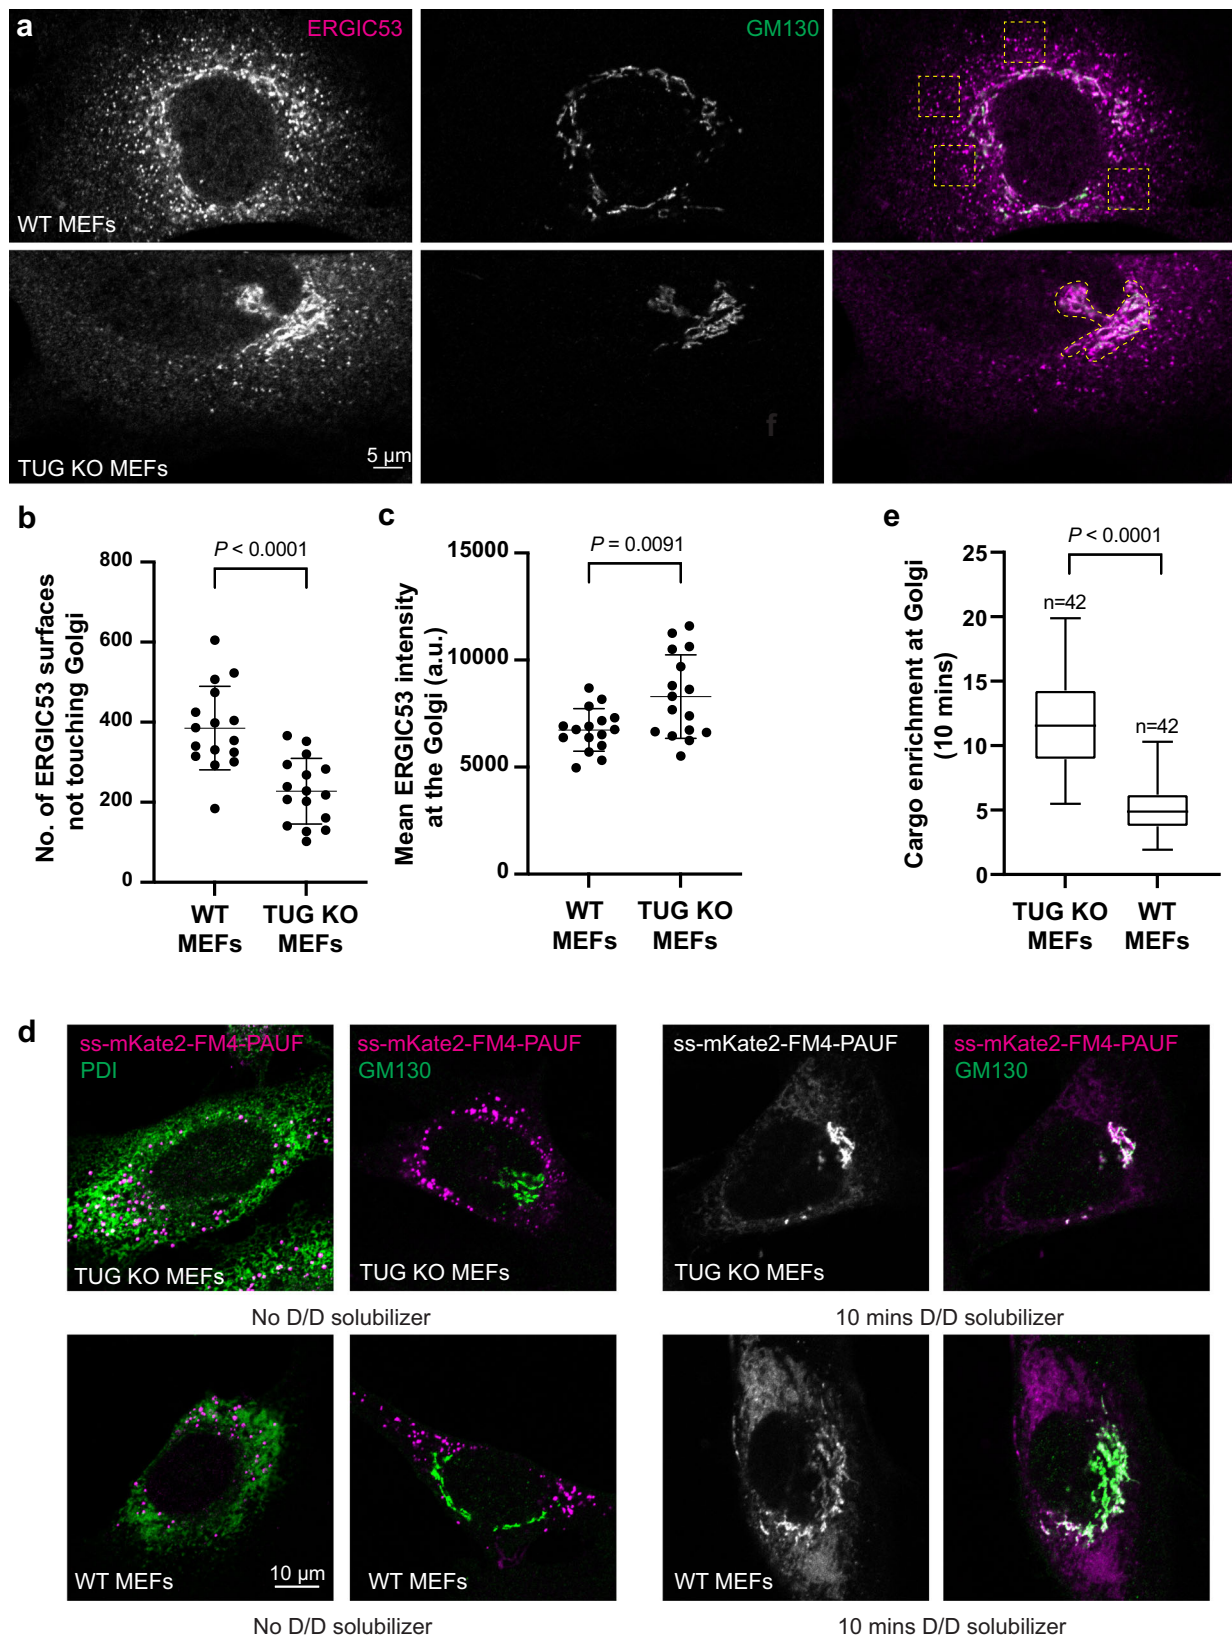 a
ERGIC53
GM130
WT MEFs
TUG KO MEFs
5 µm
f
b
No. of ERGIC53 surfaces
not touching Golgi
800
600
400
200
0
P < 0.0001
WT
MEFs
TUG KO
MEFs
c
Mean ERGIC53 intensity
at the Golgi (a.u.)
15000
10000
5000
0
P = 0.0091
WT
MEFs
TUG KO
MEFs
e
Cargo enrichment at Golgi
(10 mins)
25
20
15
10
5
0
P < 0.0001
n=42
n=42
TUG KO
MEFs
WT
MEFs
d
ss-mKate2-FM4-PAUF
PDI
TUG KO MEFs
ss-mKate2-FM4-PAUF
GM130
TUG KO MEFs
ss-mKate2-FM4-PAUF
TUG KO MEFs
ss-mKate2-FM4-PAUF
GM130
No D/D solubilizer
10 mins D/D solubilizer
WT MEFs
10 µm
WT MEFs
WT MEFs
No D/D solubilizer
10 mins D/D solubilizer